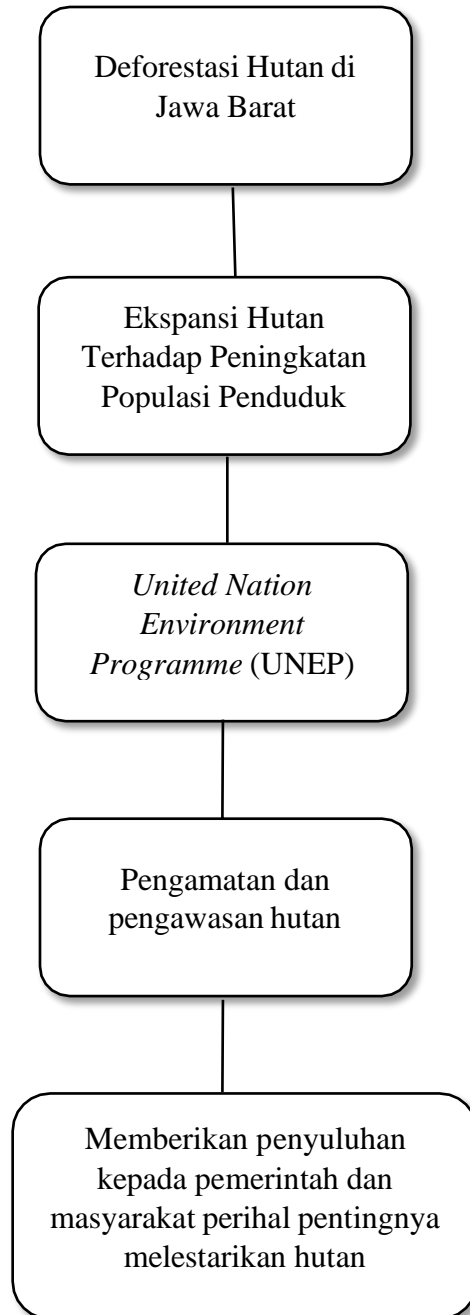 Deforestasi Hutan di
Jawa Barat
Ekspansi Hutan
Terhadap Peningkatan
Populasi Penduduk
United Nation
Environment
Programme (UNEP)
Pengamatan dan
pengawasan hutan
Memberikan penyuluhan
kepada pemerintah dan
masyarakat perihal pentingnya
melestarikan hutan